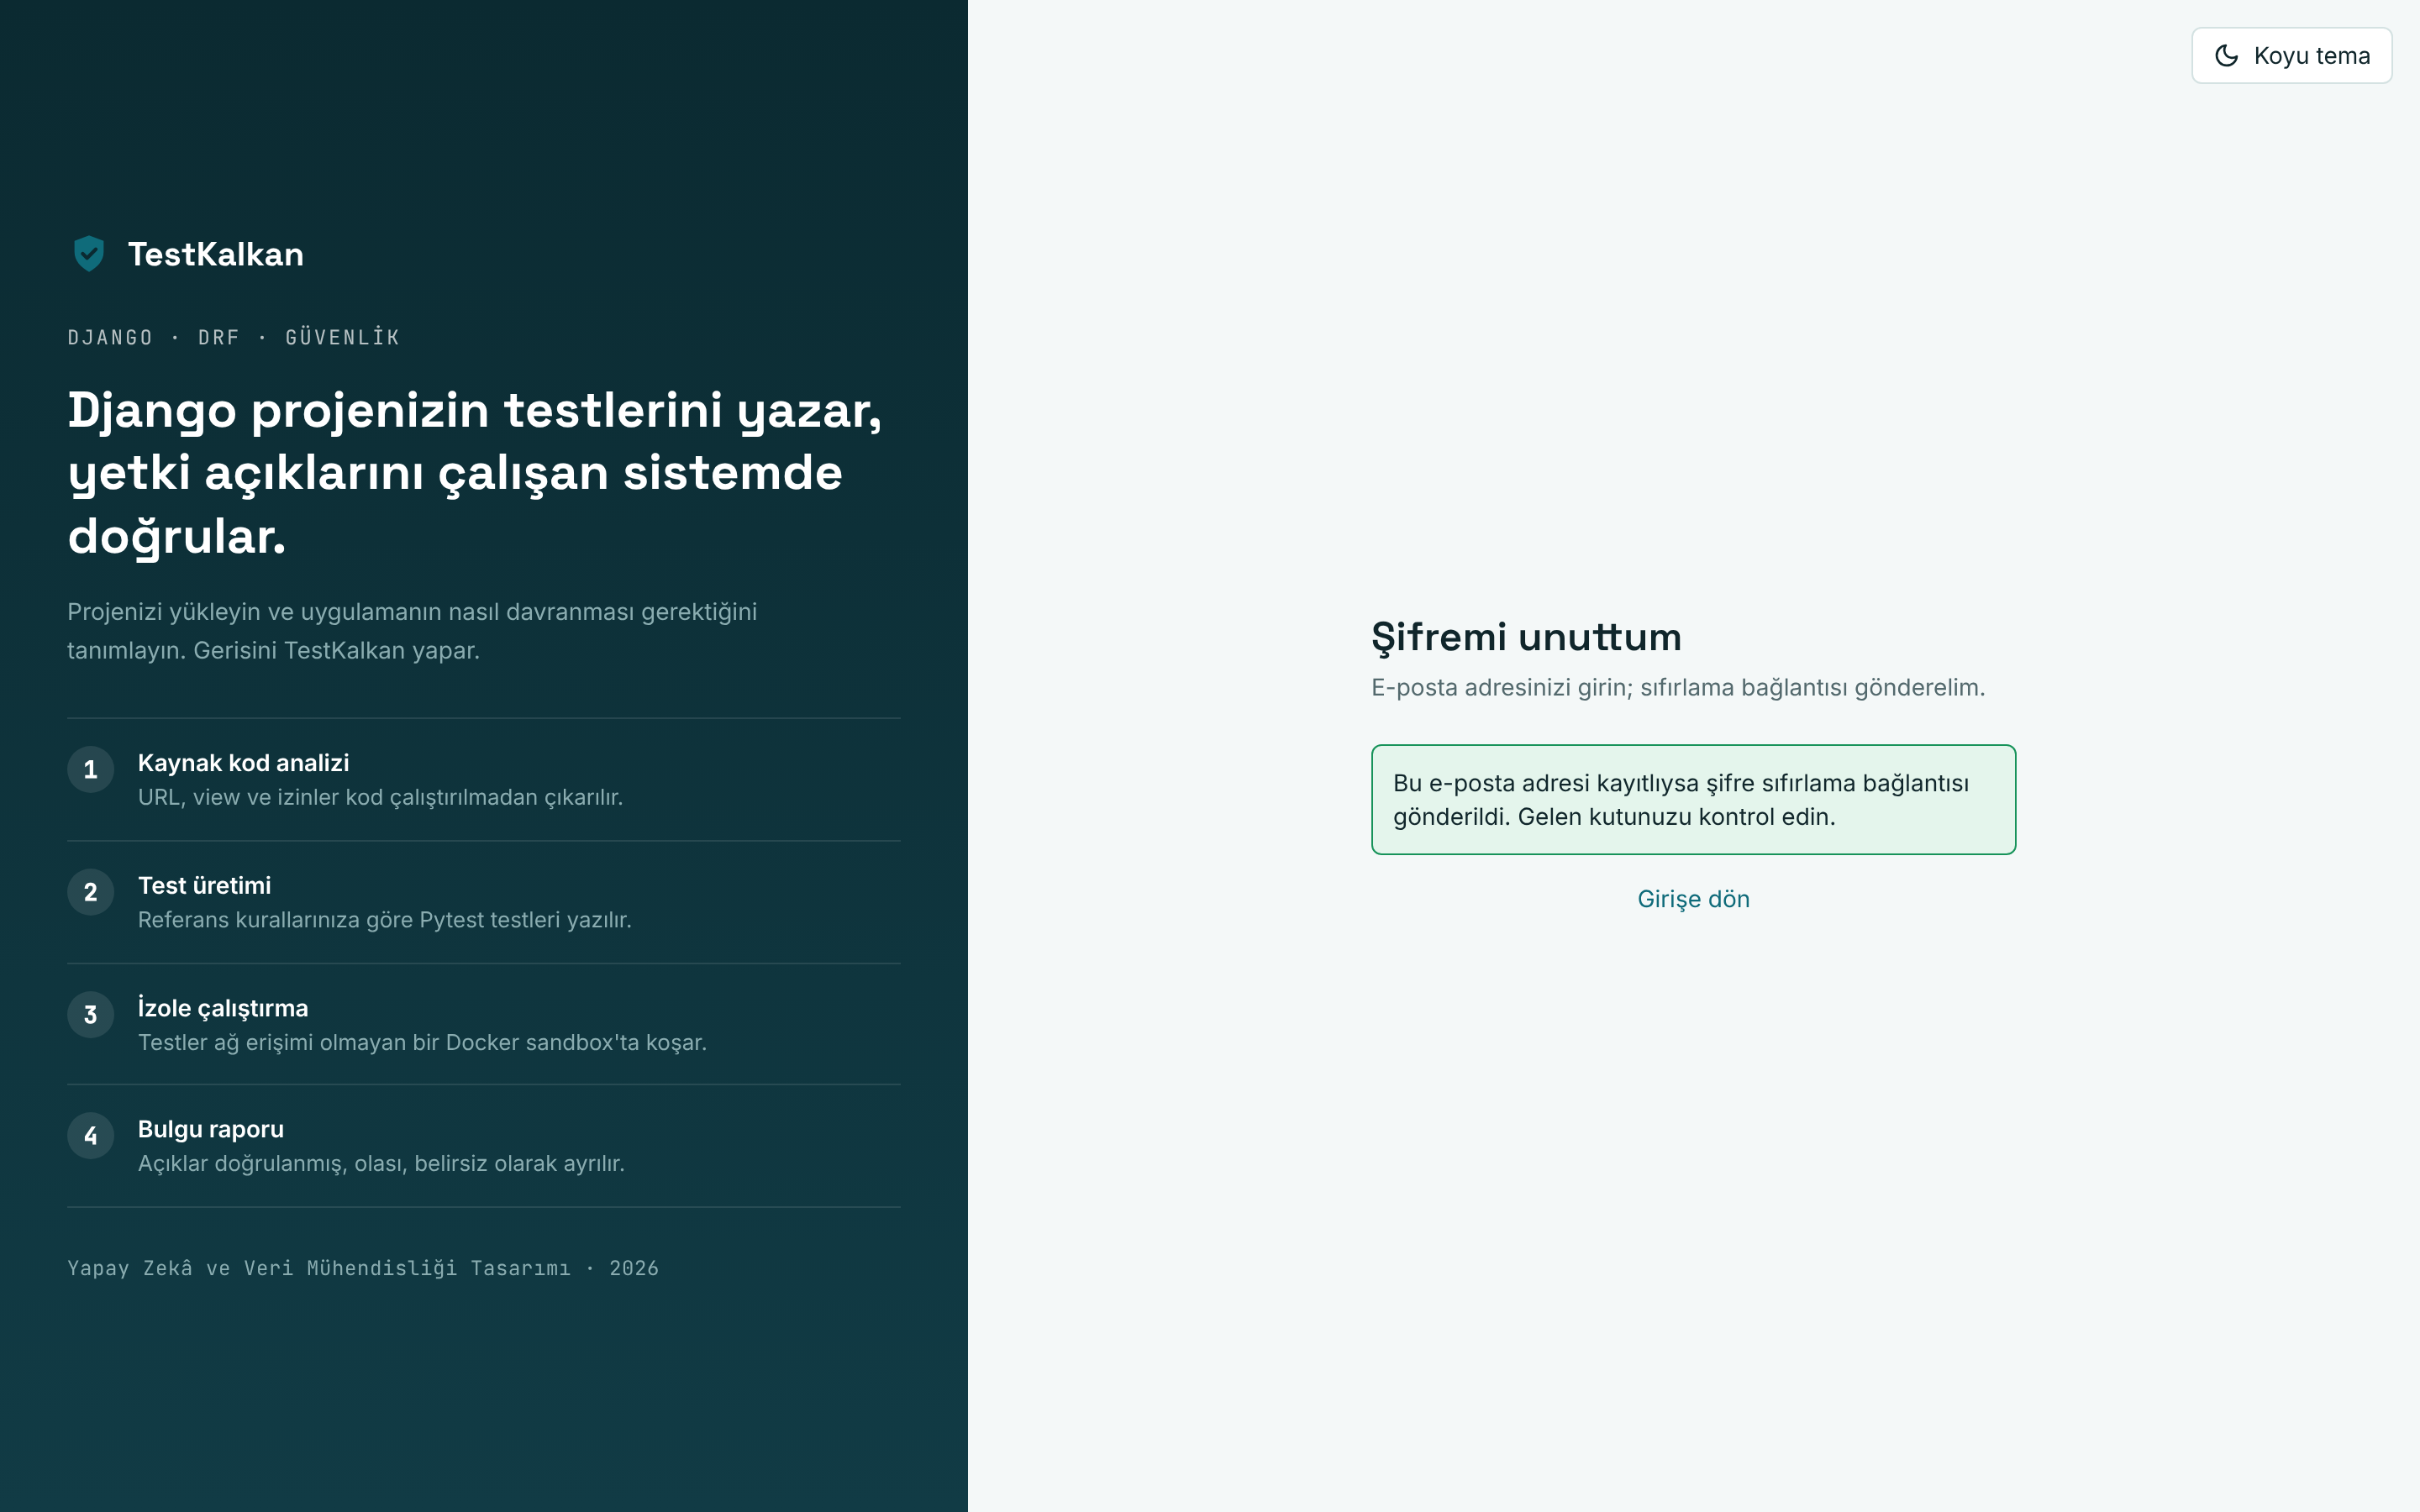 TestKalkan
DJANGO · DRF · GÜVENLİK
Django projenizin testlerini yazar,
yetki açıklarını çalışan sistemde
doğrular.
Projenizi yükleyin ve uygulamanın nasıl davranması gerektiğini
tanımlayın. Gerisini TestKalkan yapar.
1
Kaynak kod analizi
URL, view ve izinler kod çalıştırılmadan çıkarılır.
2
Test üretimi
Referans kurallarınıza göre Pytest testleri yazılır.
3
İzole çalıştırma
Testler ağ erişimi olmayan bir Docker sandbox'ta koşar.
4
Bulgu raporu
Açıklar doğrulanmış, olası, belirsiz olarak ayrılır.
Yapay Zekâ ve Veri Mühendisliği Tasarımı · 2026
Koyu tema
Şifremi unuttum
E-posta adresinizi girin; sıfırlama bağlantısı gönderelim.
Bu e-posta adresi kayıtlıysa şifre sıfırlama bağlantısı
gönderildi. Gelen kutunuzu kontrol edin.
Girişe dön